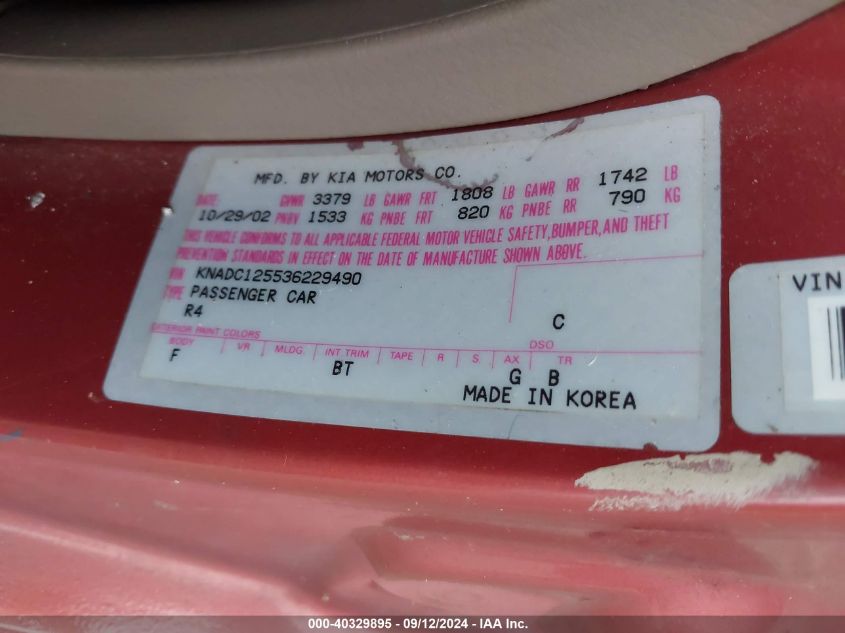 MFD. BY KIA MOTORS CO.
DATE: GVWR 3379 LB GAWR FRT 1808 LB GAWR RR 1742 LB
10/29/02 PNBV 1533 KG PNBE FRT 820 KG PNBE RR 790 KG
THIS VEHICLE CONFORMS TO ALL APPLICABLE FEDERAL MOTOR VEHICLE SAFETY, BUMPER, AND THEFT
PREVENTION STANDARDS IN EFFECT ON THE DATE OF MANUFACTURE SHOWN ABOVE.
VIN KNADC125536229490
TYPE PASSENGER CAR
R4 C
EXTERIOR PAINT COLORS DSO
BODY VR MLDG. INT TRIM TAPE R S AX TR
F BT G B
MADE IN KOREA
VIN
000-40329895 - 09/12/2024 - IAA Inc.